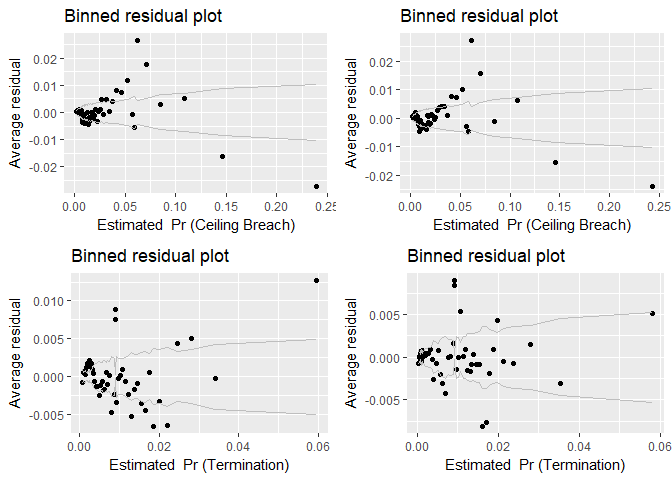 Binned residual plot
Average residual
0.02
0.01
0.00
-0.01
-0.02
0.00 0.05 0.10 0.15 0.20 0.25
Estimated Pr (Ceiling Breach)
Binned residual plot
Average residual
0.02
0.01
0.00
-0.01
-0.02
0.00 0.05 0.10 0.15 0.20 0.25
Estimated Pr (Ceiling Breach)
Binned residual plot
Average residual
0.010
0.005
0.000
-0.005
0.00 0.02 0.04 0.06
Estimated Pr (Termination)
Binned residual plot
Average residual
0.005
0.000
-0.005
0.00 0.02 0.04 0.06
Estimated Pr (Termination)